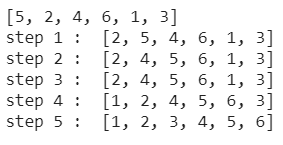 [5, 2, 4, 6, 1, 3]
step 1 :  [2, 5, 4, 6, 1, 3]
step 2 :  [2, 4, 5, 6, 1, 3]
step 3 :  [2, 4, 5, 6, 1, 3]
step 4 :  [1, 2, 4, 5, 6, 3]
step 5 :  [1, 2, 3, 4, 5, 6]